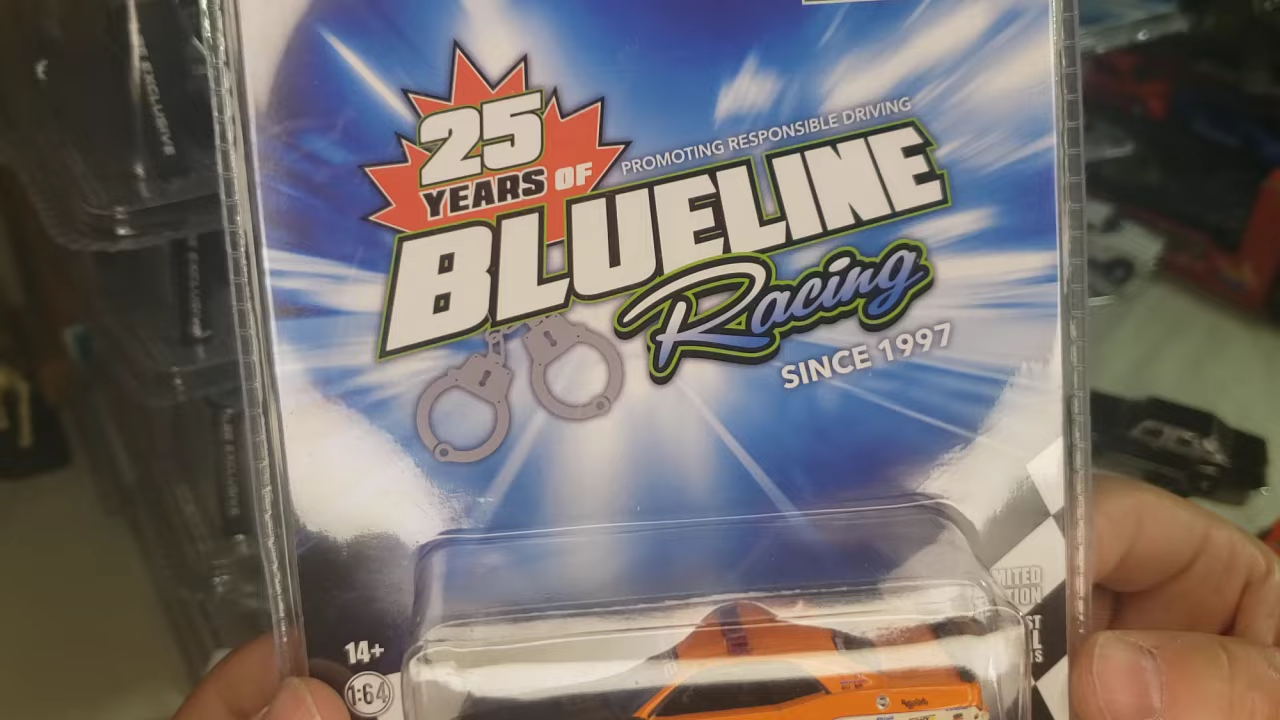 25
YEARS OF
PROMOTING RESPONSIBLE DRIVING
BLUELINE
Racing
SINCE 1997
14+
1:64